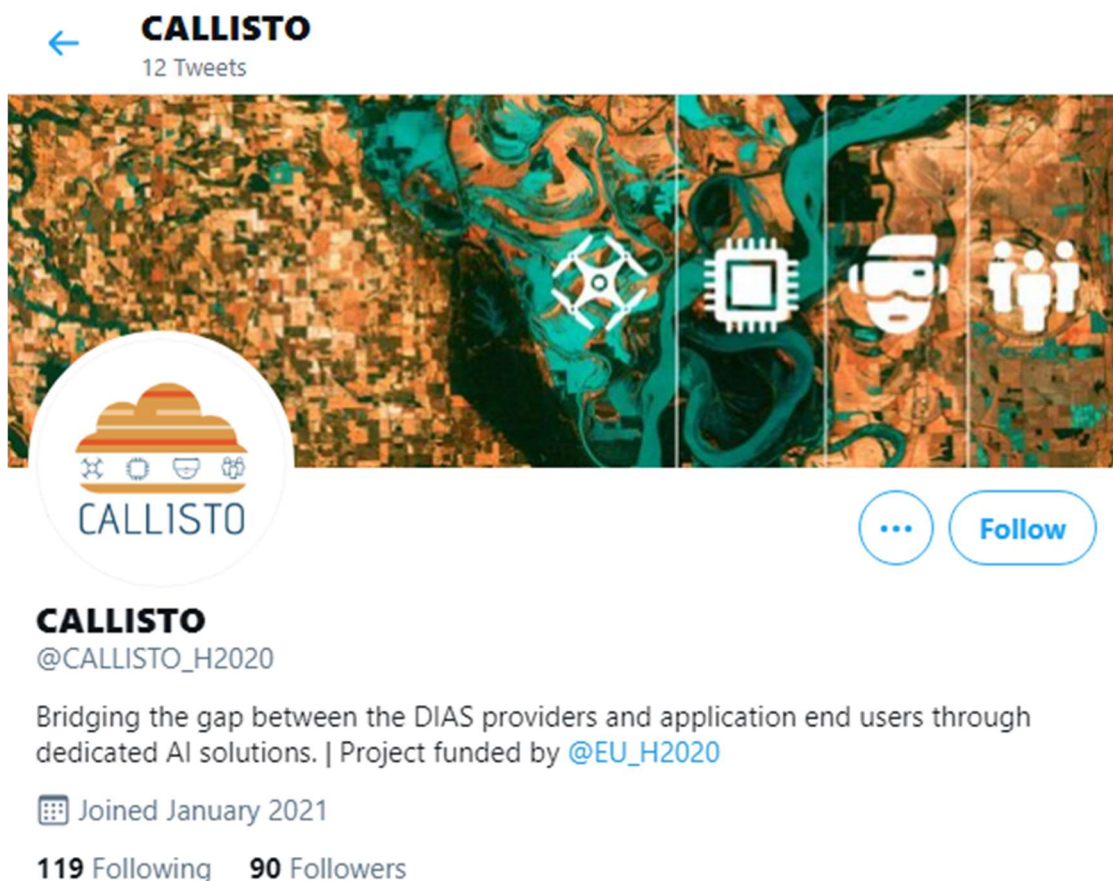 CALLISTO
12 Tweets
CALLISTO
Follow
CALLISTO
@CALLISTO_H2020
Bridging the gap between the DIAS providers and application end users through
dedicated AI solutions. | Project funded by @EU_H2020
Joined January 2021
119 Following 90 Followers